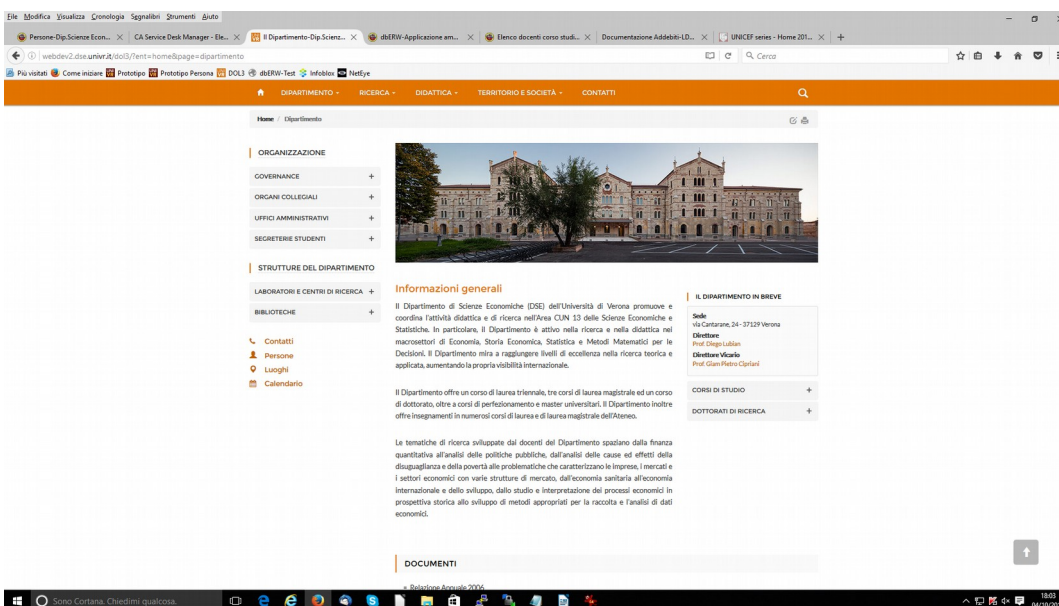 File Modifica Visualizza Cronologia Segnalibri Strumenti Aiuto
Persone-Dip.Scienze Econ... CA Service Desk Manager - Ele... Il Dipartimento-Dip.Scienz... dbERW-Applicazione am... Elenco docenti corso studi... Documentazione Addebiti-LD... UNICEF series - Home 201...
webdev2.dse.univr.it/dol3/?ent=home&page=dipartimento
Cerca
Più visitati Come iniziare Prototipo Prototipo Persona DOL3 dbERW-Test Infoblox NetEye
DIPARTIMENTO RICERCA DIDATTICA TERRITORIO E SOCIETÀ CONTATTI
Home / Dipartimento
ORGANIZZAZIONE
GOVERNANCE +
ORGANI COLLEGIALI +
UFFICI AMMINISTRATIVI +
SEGRETERIE STUDENTI +
STRUTTURE DEL DIPARTIMENTO
LABORATORI E CENTRI DI RICERCA +
BIBLIOTECHE +
Contatti
Persone
Luoghi
Calendario
Informazioni generali
Il Dipartimento di Scienze Economiche (DSE) dell'Università di Verona promuove e
coordina l'attività didattica e di ricerca nell'Area CUN 13 delle Scienze Economiche e
Statistiche. In particolare, il Dipartimento è attivo nella ricerca e nella didattica nei
macrosettori di Economia, Storia Economica, Statistica e Metodi Matematici per le
Decisioni. Il Dipartimento mira a raggiungere livelli di eccellenza nella ricerca teorica e
applicata, aumentando la propria visibilità internazionale.
Il Dipartimento offre un corso di laurea triennale, tre corsi di laurea magistrale ed un corso
di dottorato, oltre a corsi di perfezionamento e master universitari. Il Dipartimento inoltre
offre insegnamenti in numerosi corsi di laurea e di laurea magistrale dell'Ateneo.
Le tematiche di ricerca sviluppate dai docenti del Dipartimento spaziano dalla finanza
quantitativa all'analisi delle politiche pubbliche, dall'analisi delle cause ed effetti della
disuguaglianza e della povertà alle problematiche che caratterizzano le imprese, i mercati e
i settori economici con varie strutture di mercato, dall'economia sanitaria all'economia
internazionale e dello sviluppo, dallo studio e interpretazione dei processi economici in
prospettiva storica allo sviluppo di metodi appropriati per la raccolta e l'analisi di dati
economici.
IL DIPARTIMENTO IN BREVE
Sede
via Cantarane, 24 - 37129 Verona
Direttore
Prof. Diego Lubian
Direttore Vicario
Prof. Giam Pietro Cipriani
CORSI DI STUDIO +
DOTTORATI DI RICERCA +
DOCUMENTI
Relazione Annuale 2006
Sono Cortana. Chiedimi qualcosa.
18:03